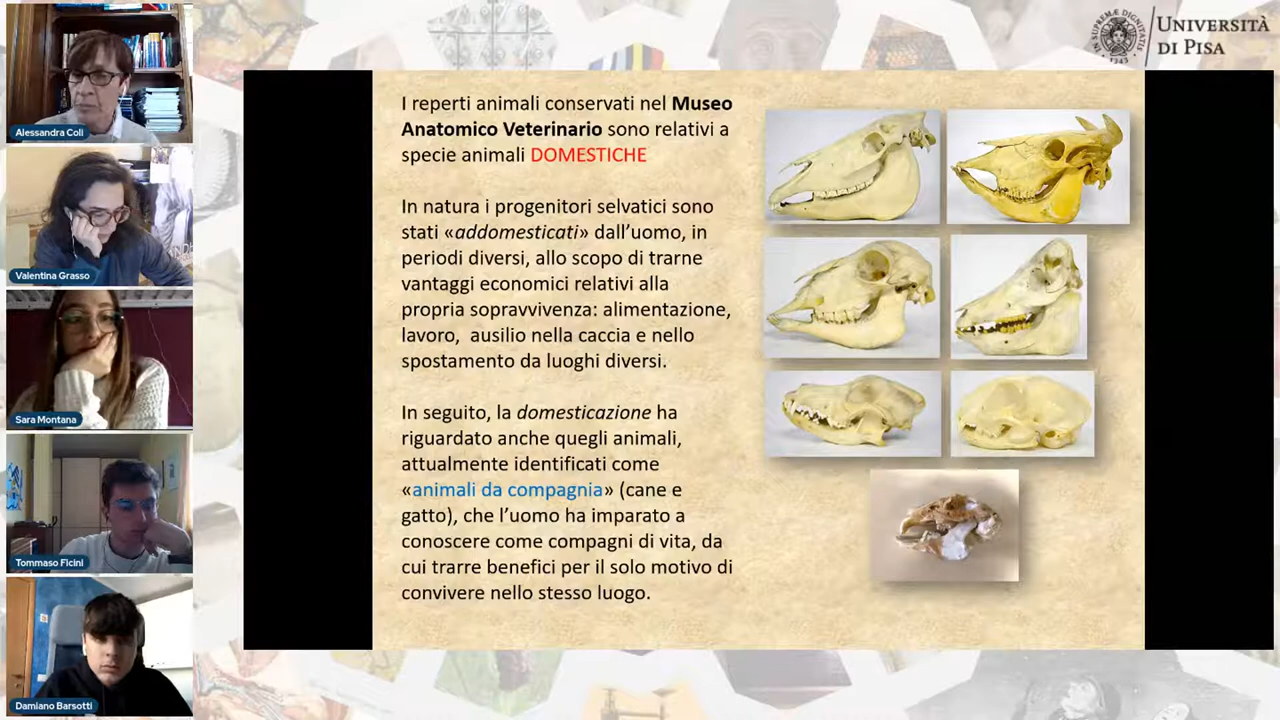 Alessandra Coli
Valentina Grasso
Sara Montana
Tommaso Ficini
Damiano Barsotti
I reperti animali conservati nel Museo
Anatomico Veterinario sono relativi a
specie animali DOMESTICHE
In natura i progenitori selvatici sono
stati «addomesticati» dall'uomo, in
periodi diversi, allo scopo di trarne
vantaggi economici relativi alla
propria sopravvivenza: alimentazione,
lavoro, ausilio nella caccia e nello
spostamento da luoghi diversi.
In seguito, la domesticazione ha
riguardato anche quegli animali,
attualmente identificati come
«animali da compagnia» (cane e
gatto), che l'uomo ha imparato a
conoscere come compagni di vita, da
cui trarre benefici per il solo motivo di
convivere nello stesso luogo.
IN SUPREMÆ DIGNITATIS
1343
UNIVERSITÀ
DI PISA